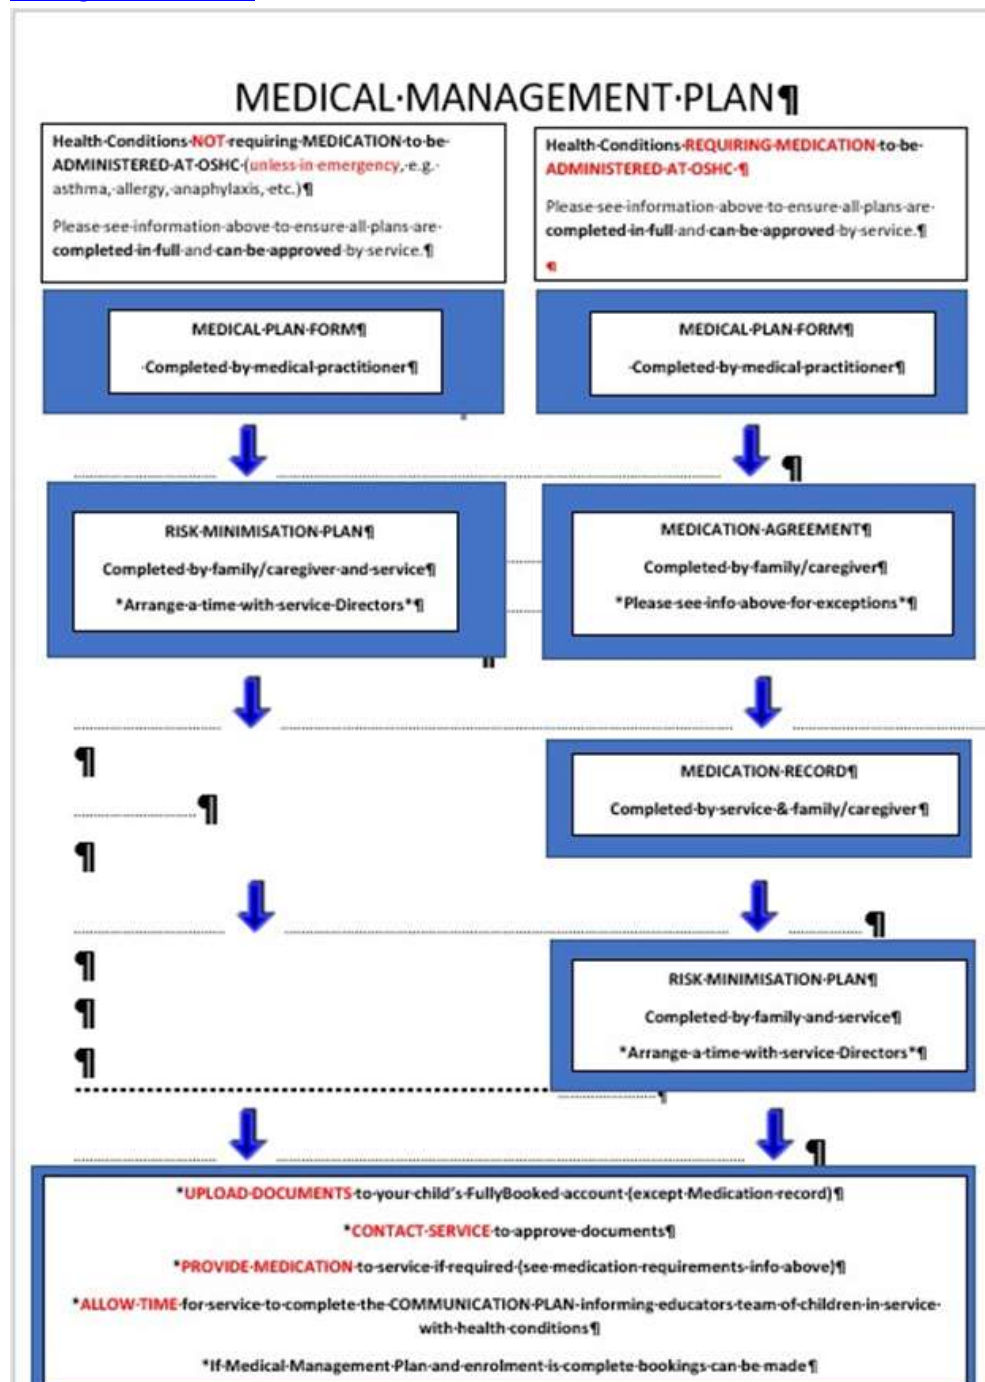 MEDICAL·MANAGEMENT·PLAN¶
Health·Conditions·NOT·requiring·MEDICATION·to·be·
ADMINISTERED·AT·OSHC·(unless·in·emergency,·e.g.·
asthma,·allergy,·anaphylaxis,·etc.)¶
Please·see·information·above·to·ensure·all·plans·are·
completed·in·full·and·can·be·approved·by·service.¶
Health·Conditions·REQUIRING·MEDICATION·to·be·
ADMINISTERED·AT·OSHC·¶
Please·see·information·above·to·ensure·all·plans·are·
completed·in·full·and·can·be·approved·by·service.¶
¶
MEDICAL·PLAN·FORM¶
·Completed·by·medical·practitioner¶
MEDICAL·PLAN·FORM¶
·Completed·by·medical·practitioner¶
¶
RISK·MINIMISATION·PLAN¶
Completed·by·family/caregiver·and·service¶
*Arrange·a·time·with·service·Directors*¶
MEDICATION·AGREEMENT¶
Completed·by·family/caregiver¶
*Please·see·info·above·for·exceptions*¶
¶
¶
¶
¶
MEDICATION·RECORD¶
Completed·by·service·&·family/caregiver¶
¶
¶
¶
¶
RISK·MINIMISATION·PLAN¶
Completed·by·family·and·service¶
*Arrange·a·time·with·service·Directors*¶
¶
¶
*UPLOAD·DOCUMENTS·to·your·child's·FullyBooked·account·(except·Medication·record)¶
*CONTACT·SERVICE·to·approve·documents¶
*PROVIDE·MEDICATION·to·service·if·required·(see·medication·requirements·info·above)¶
*ALLOW·TIME·for·service·to·complete·the·COMMUNICATION·PLAN·informing·educators·team·of·children·in·service·
with·health·conditions¶
*If·Medical·Management·Plan·and·enrolment·is·complete·bookings·can·be·made¶